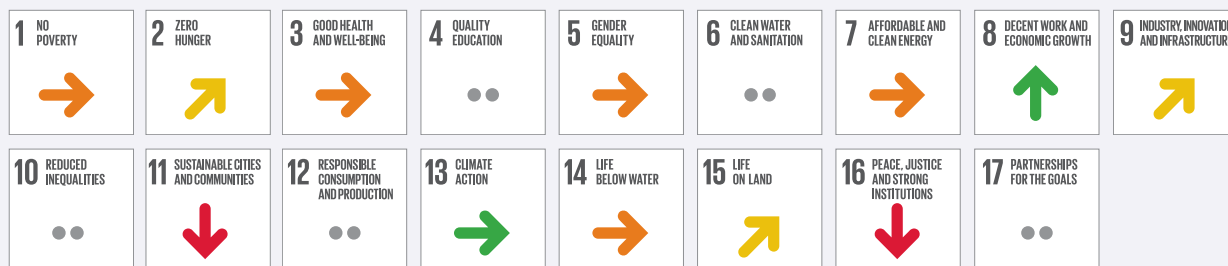 1 NO
POVERTY
2 ZERO
HUNGER
3 GOOD HEALTH
AND WELL-BEING
4 QUALITY
EDUCATION
5 GENDER
EQUALITY
6 CLEAN WATER
AND SANITATION
7 AFFORDABLE AND
CLEAN ENERGY
8 DECENT WORK AND
ECONOMIC GROWTH
9 INDUSTRY, INNOVATION
AND INFRASTRUCTURE
10 REDUCED
INEQUALITIES
11 SUSTAINABLE CITIES
AND COMMUNITIES
12 RESPONSIBLE
CONSUMPTION
AND PRODUCTION
13 CLIMATE
ACTION
14 LIFE
BELOW WATER
15 LIFE
ON LAND
16 PEACE, JUSTICE
AND STRONG
INSTITUTIONS
17 PARTNERSHIPS
FOR THE GOALS